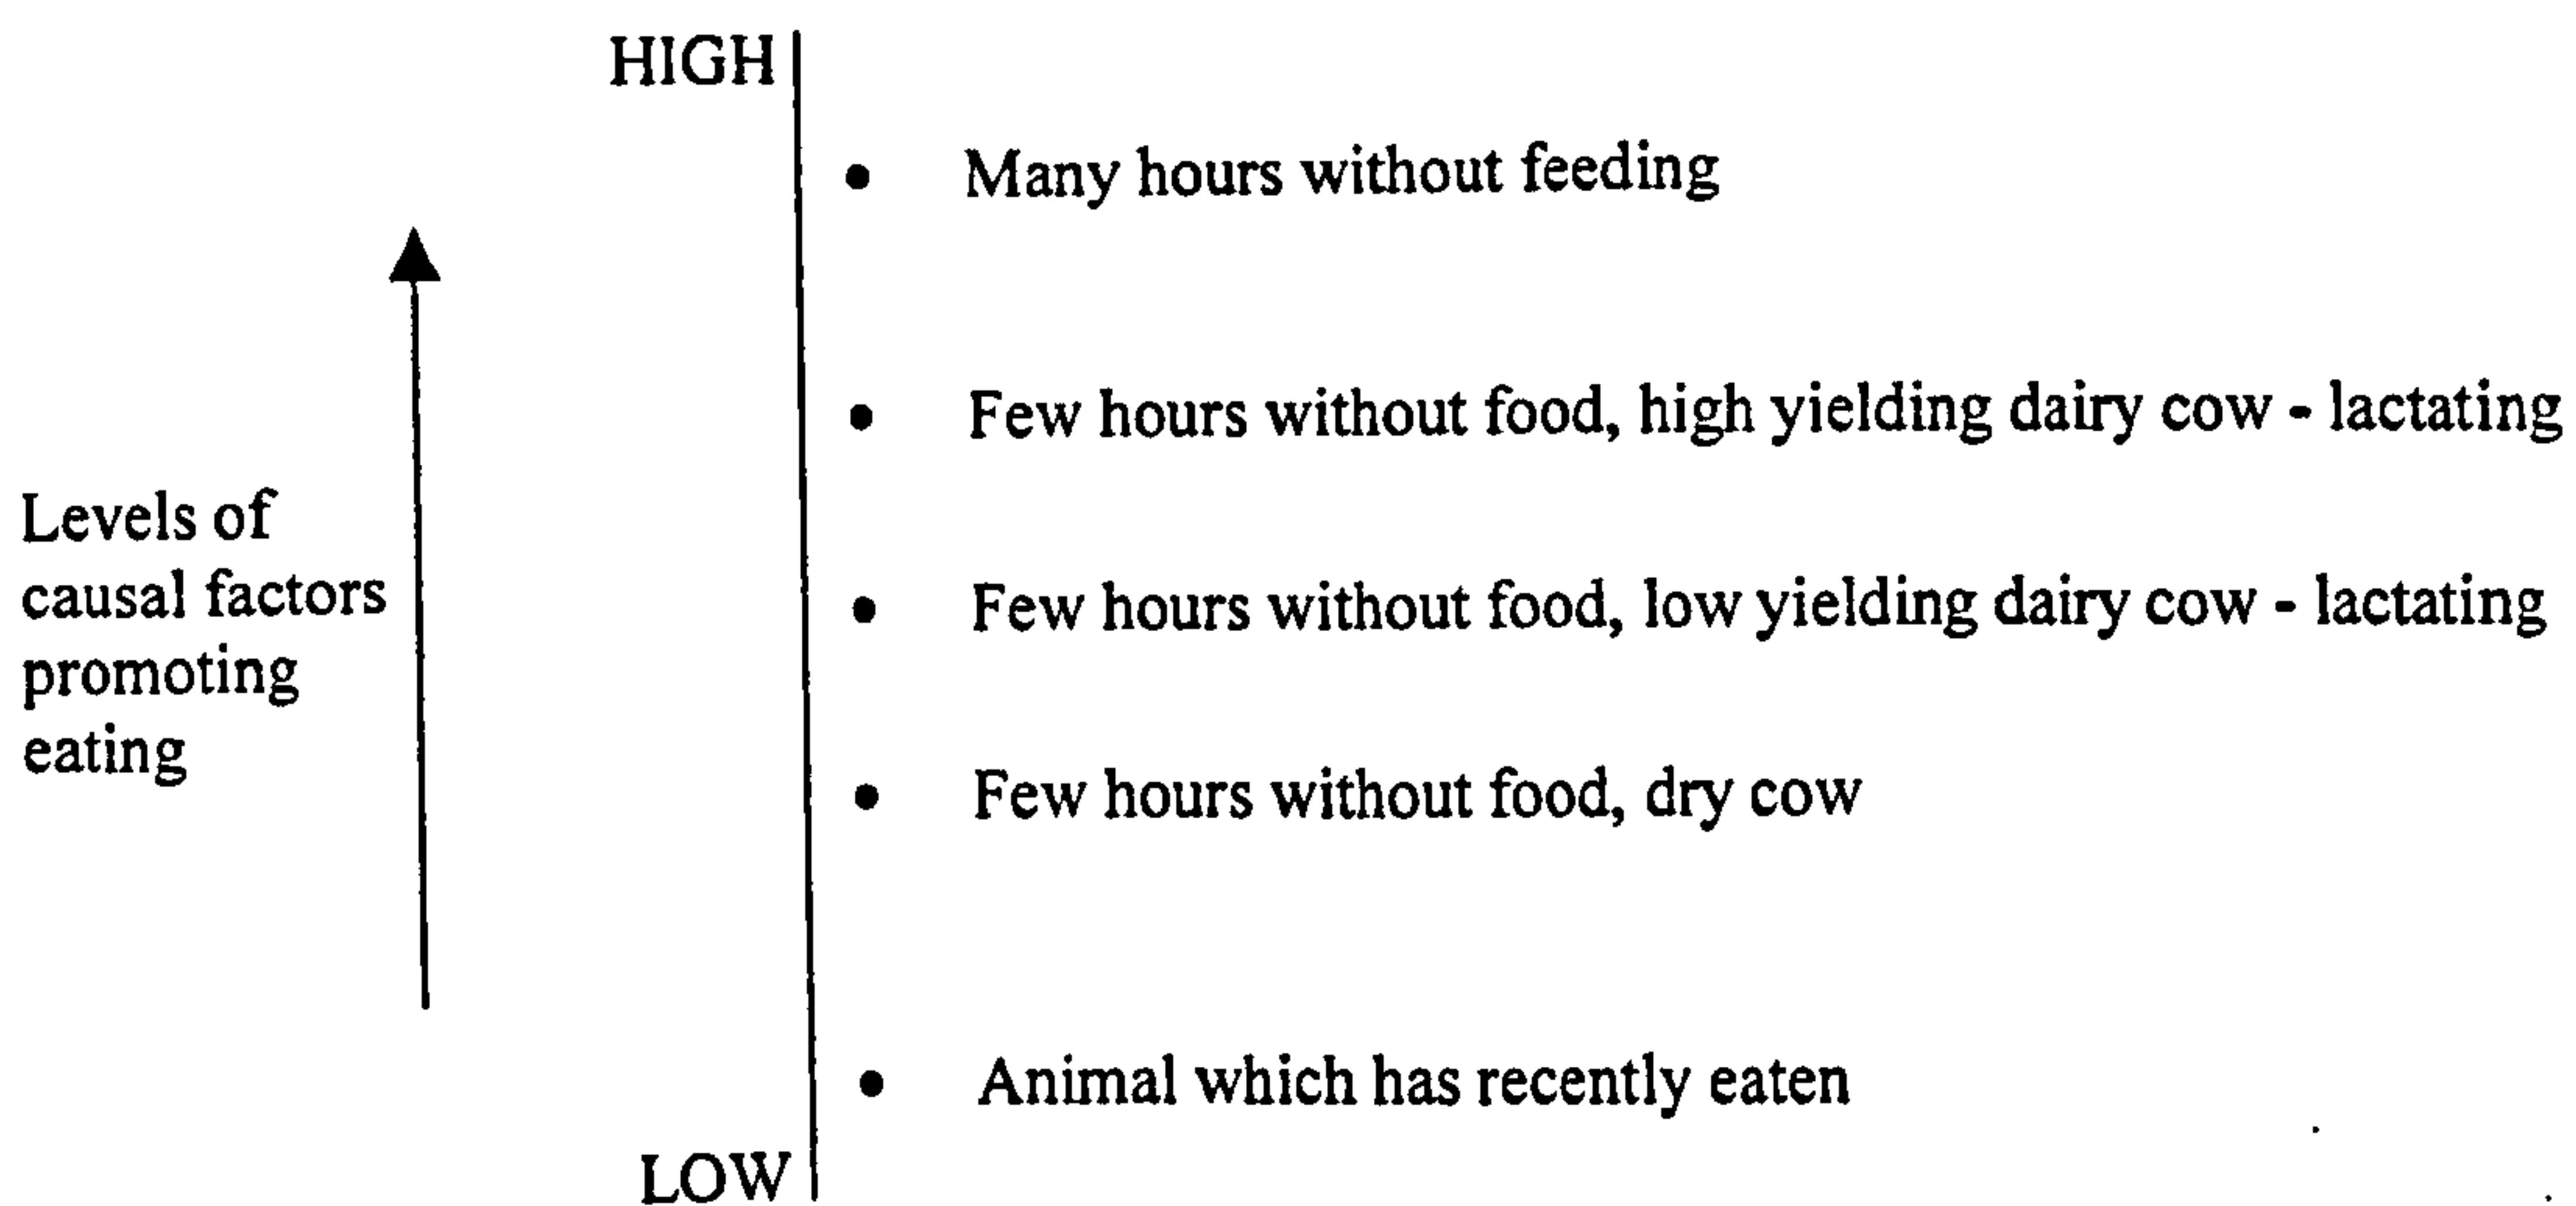 HIGH
• Many hours without feeding
• Few hours without food, high yielding dairy cow - lactating
Levels of
causal factors
promoting
eating
• Few hours without food, low yielding dairy cow - lactating
• Few hours without food, dry cow
• Animal which has recently eaten
LOW